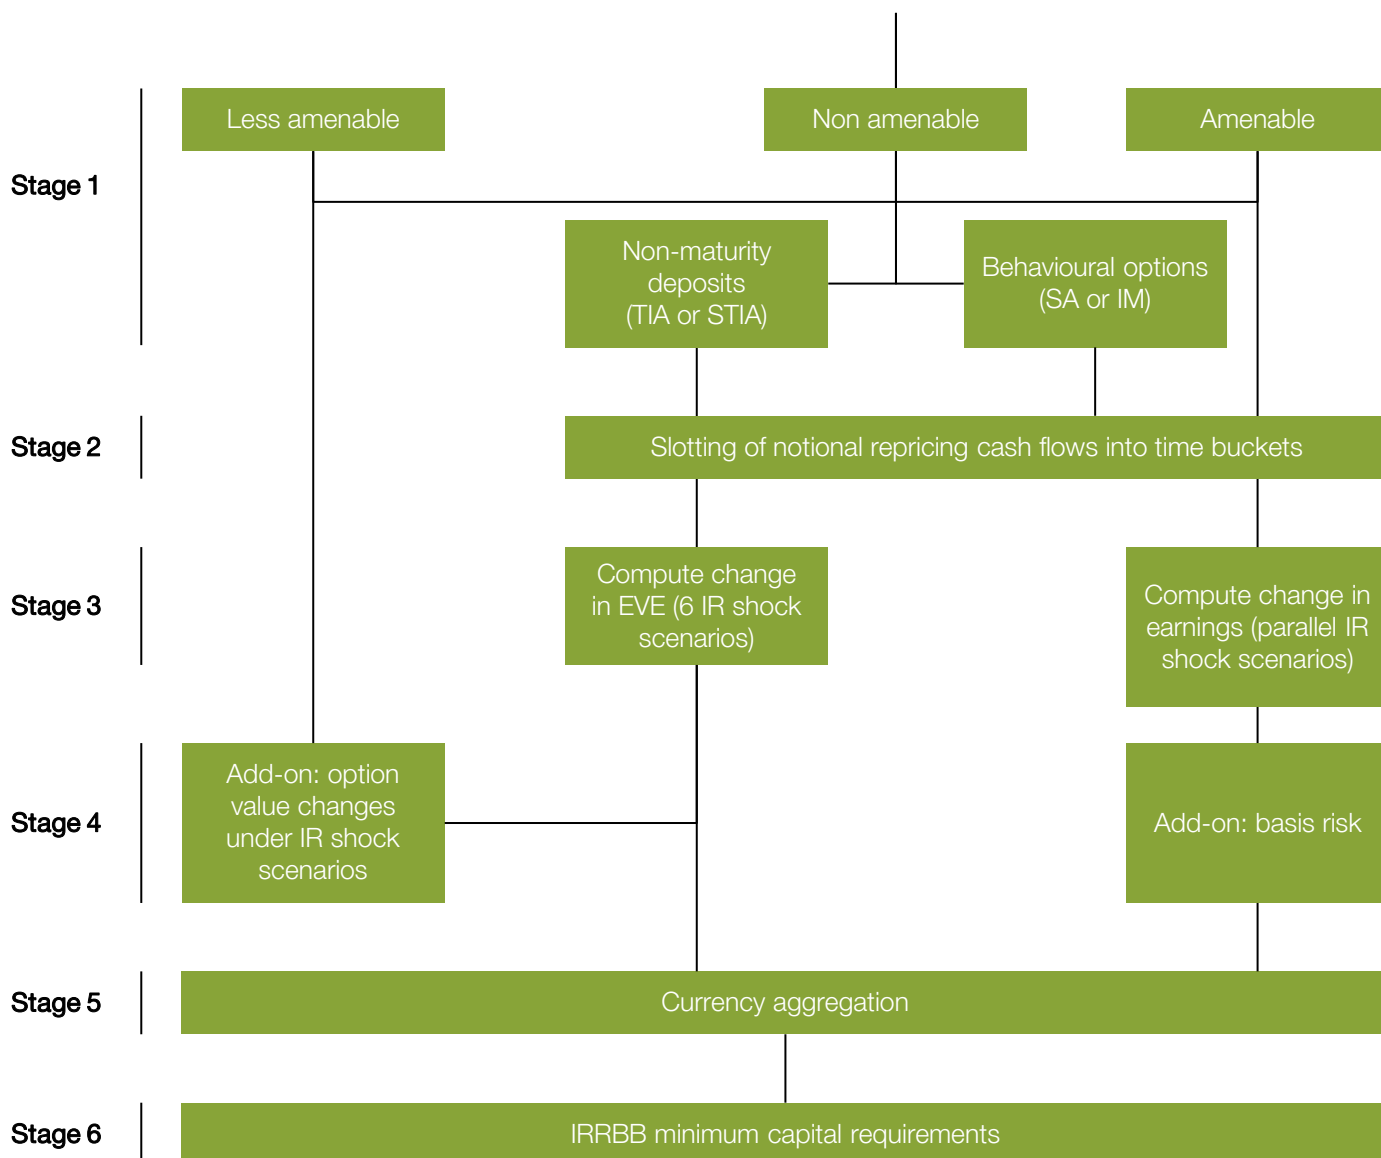 Stage 1
Less amenable
Non amenable
Amenable
Non-maturity
deposits
(TIA or STIA)
Behavioural options
(SA or IM)
Stage 2
Slotting of notional repricing cash flows into time buckets
Stage 3
Compute change
in EVE (6 IR shock
scenarios)
Compute change in
earnings (parallel IR
shock scenarios)
Stage 4
Add-on: option
value changes
under IR shock
scenarios
Add-on: basis risk
Stage 5
Currency aggregation
Stage 6
IRRBB minimum capital requirements